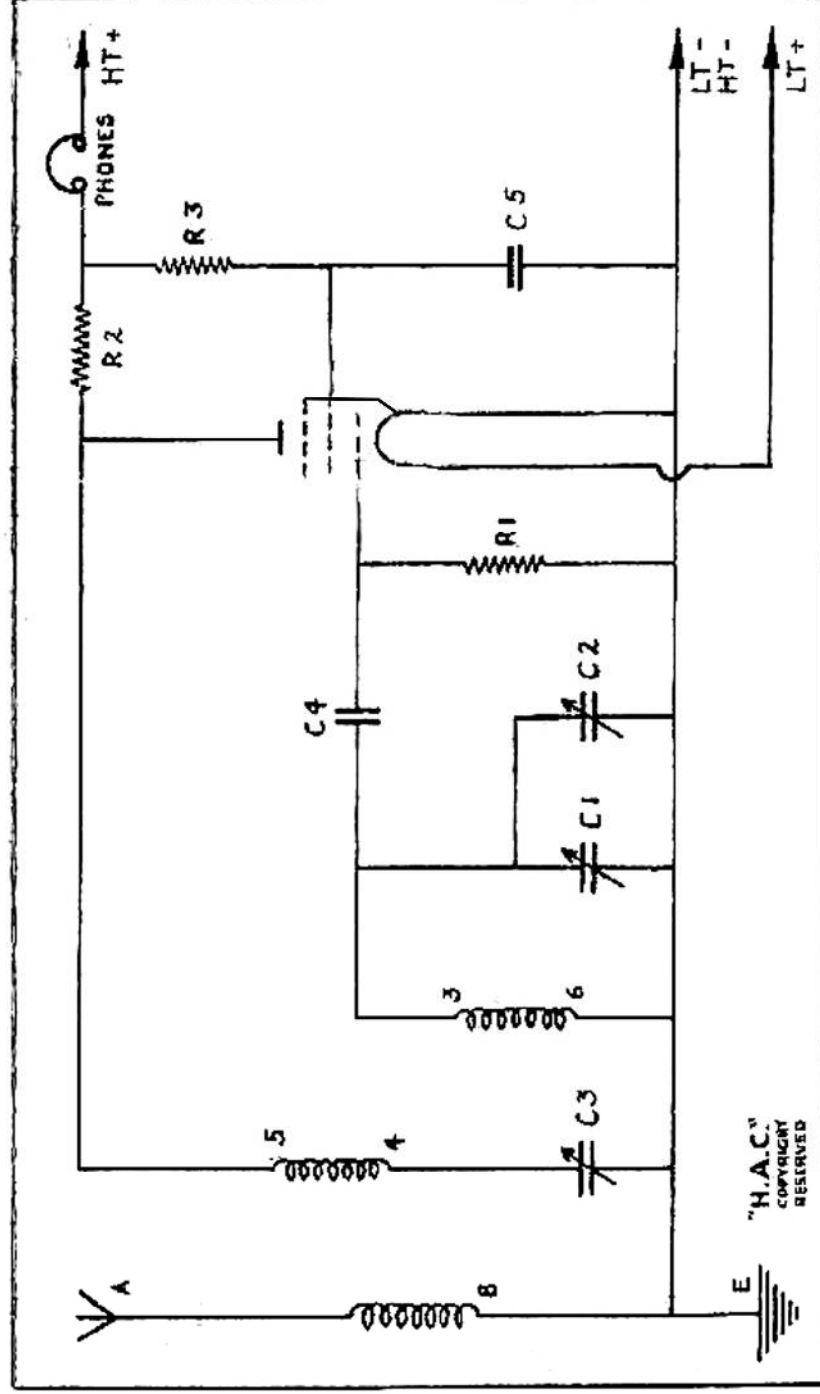 A
8
E
"H.A.C."
COPYRIGHT
RESERVED
5
4
C3
3
6
C1
C2
C4
R1
R2
R3
C5
PHONES
HT+
LT-
HT-
LT+